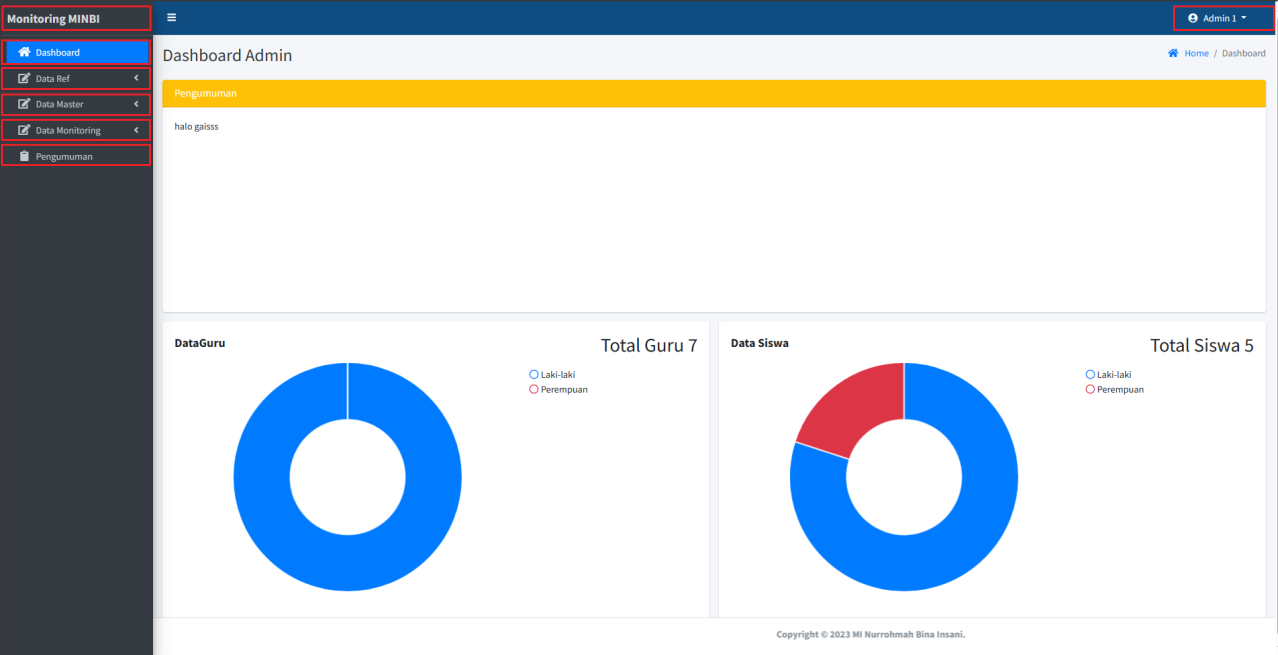 Monitoring MINBI
Admin 1
Dashboard
Data Ref
Data Master
Data Monitoring
Pengumuman
Dashboard Admin
Home / Dashboard
Pengumuman
halo gaisss
DataGuru
Total Guru 7
Laki-laki
Perempuan
Data Siswa
Total Siswa 5
Laki-laki
Perempuan
Copyright © 2023 MI Nurrohmah Bina Insani.